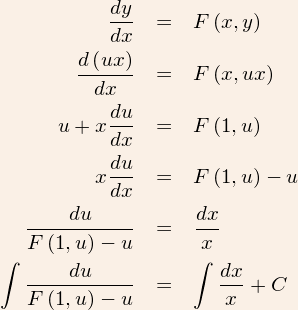 dy/dx = F (x, y)
d (ux)/dx = F (x, ux)
u + x du/dx = F (1, u)
x du/dx = F (1, u) − u
du/(F (1, u) − u) = dx/x
∫ du/(F (1, u) − u) = ∫ dx/x + C